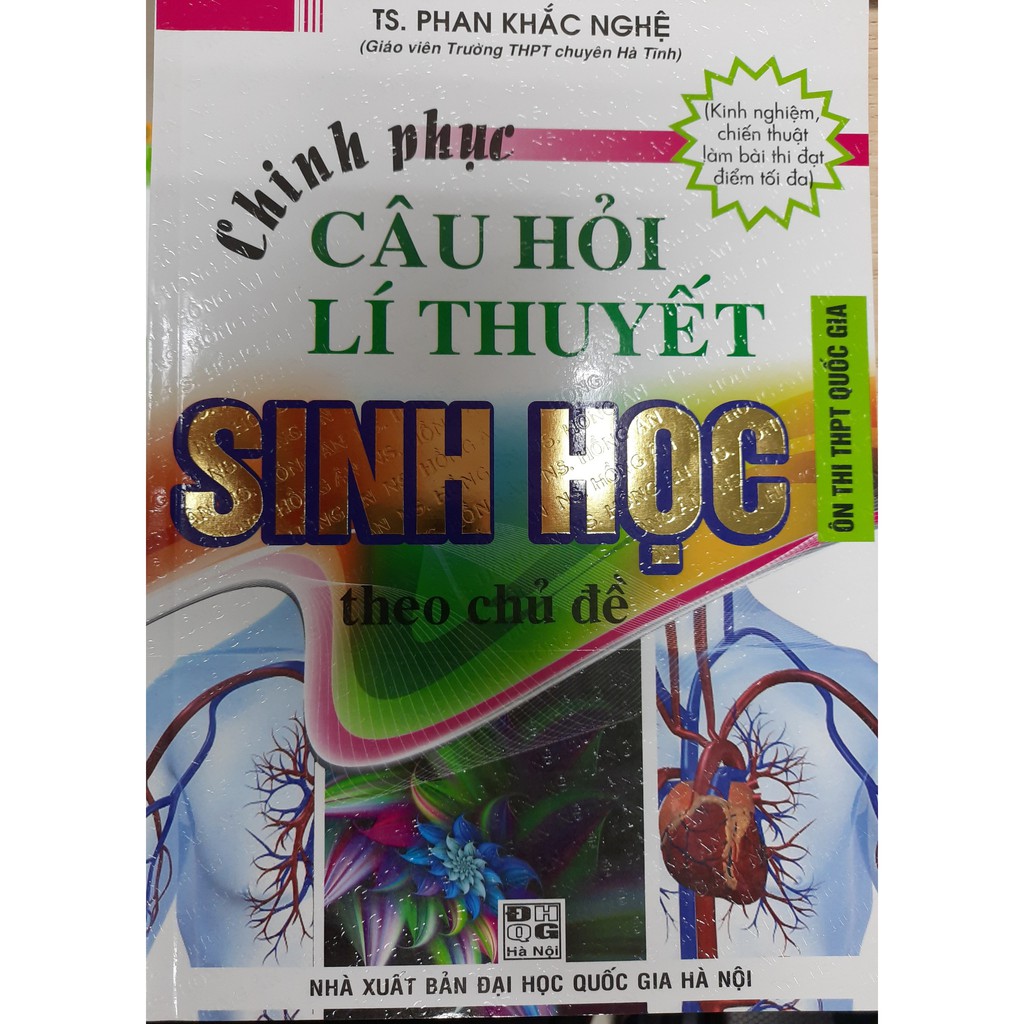 TS. PHAN KHẮC NGHỆ
(Giáo viên Trường THPT chuyên Hà Tĩnh)
(Kinh nghiệm,
chiến thuật
làm bài thi đạt
điểm tối đa)
Chinh phục
CÂU HỎI
LÍ THUYẾT
SINH HỌC
theo chủ đề
ÔN THI THPT QUỐC GIA
ĐH
QG
Hà Nội
NHÀ XUẤT BẢN ĐẠI HỌC QUỐC GIA HÀ NỘI